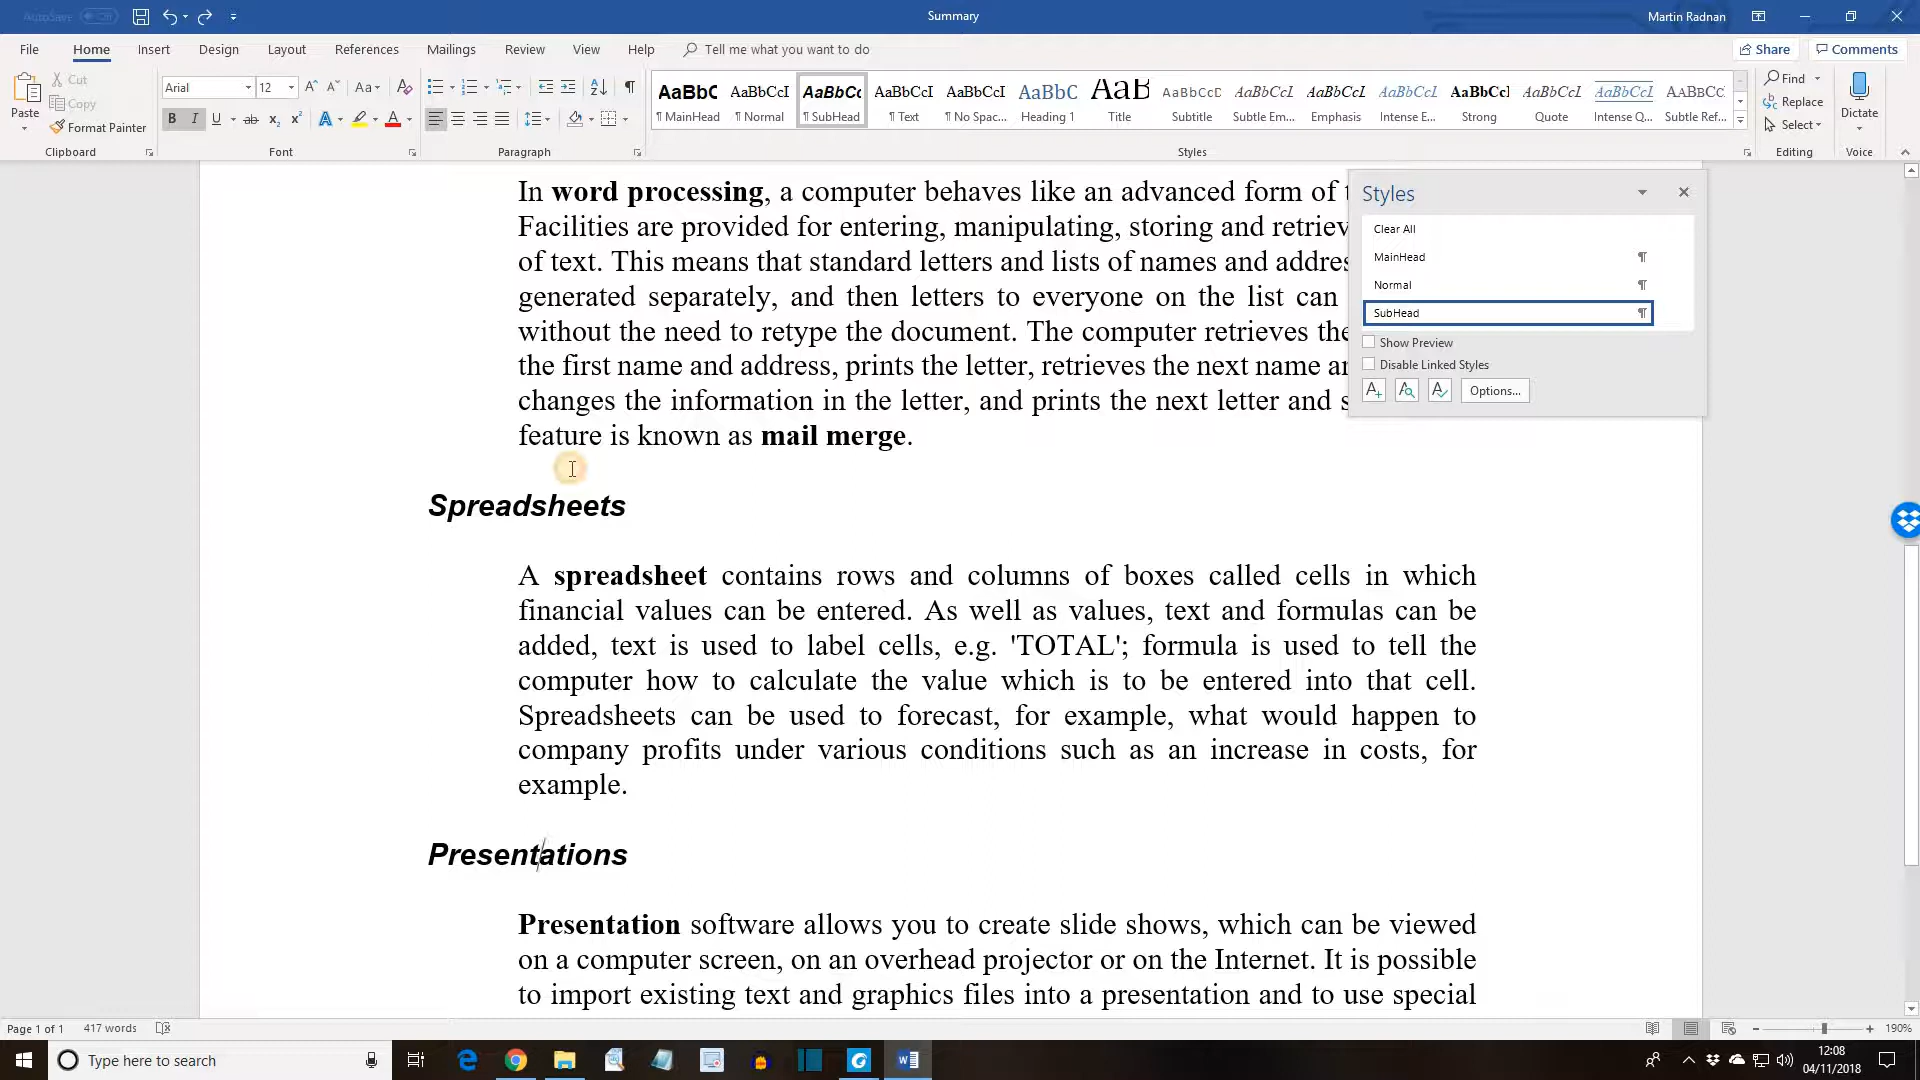 AutoSave Off
Summary
Martin Radnan
File Home Insert Design Layout References Mailings Review View Help Tell me what you want to do
Share Comments
Paste
Cut
Copy
Format Painter
Clipboard
Arial 12
Font
Paragraph
AaBbC AaBbCcI AaBbCc AaBbCcI AaBbCcI AaBbC AaB AaBbCcD AaBbCcL AaBbCcL AaBbCcL AaBbCcI AaBbCcL AaBbCcL AABBCC
¶ MainHead ¶ Normal ¶ SubHead ¶ Text ¶ No Spac... Heading 1 Title Subtitle Subtle Em... Emphasis Intense E... Strong Quote Intense Q... Subtle Ref...
Styles
Find
Replace
Select
Editing
Dictate
Voice
In word processing, a computer behaves like an advanced form of
Facilities are provided for entering, manipulating, storing and
of text. This means that standard letters and lists of names and
generated separately, and then letters to everyone on the list can
without the need to retype the document. The computer retrieves
the first name and address, prints the letter, retrieves the next name
changes the information in the letter, and prints the next letter and
feature is known as mail merge.
Styles
Clear All
MainHead ¶
Normal ¶
SubHead ¶
Show Preview
Disable Linked Styles
Options...
Spreadsheets
A spreadsheet contains rows and columns of boxes called cells in which
financial values can be entered. As well as values, text and formulas can be
added, text is used to label cells, e.g. 'TOTAL'; formula is used to tell the
computer how to calculate the value which is to be entered into that cell.
Spreadsheets can be used to forecast, for example, what would happen to
company profits under various conditions such as an increase in costs, for
example.
Presentations
Presentation software allows you to create slide shows, which can be viewed
on a computer screen, on an overhead projector or on the Internet. It is possible
to import existing text and graphics files into a presentation and to use special
Page 1 of 1 417 words
190%
Type here to search
12:08
04/11/2018